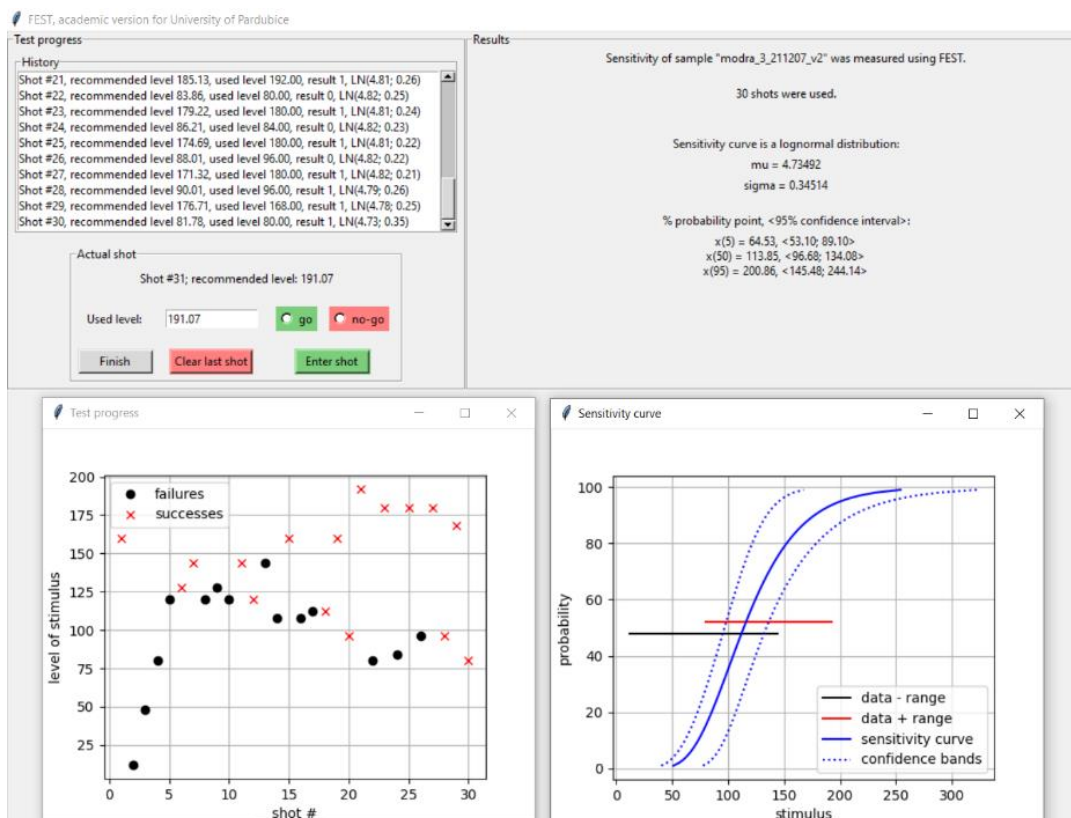 FEST, academic version for University of Pardubice
Test progress
History
Shot #21, recommended level 185.13, used level 192.00, result 1, LN(4.81; 0.26)
Shot #22, recommended level 83.86, used level 80.00, result 0, LN(4.82; 0.25)
Shot #23, recommended level 179.22, used level 180.00, result 1, LN(4.81; 0.24)
Shot #24, recommended level 86.21, used level 84.00, result 0, LN(4.82; 0.23)
Shot #25, recommended level 174.69, used level 180.00, result 1, LN(4.81; 0.22)
Shot #26, recommended level 88.01, used level 96.00, result 0, LN(4.82; 0.22)
Shot #27, recommended level 171.32, used level 180.00, result 1, LN(4.82; 0.21)
Shot #28, recommended level 90.01, used level 96.00, result 1, LN(4.79; 0.26)
Shot #29, recommended level 176.71, used level 168.00, result 1, LN(4.78; 0.25)
Shot #30, recommended level 81.78, used level 80.00, result 1, LN(4.73; 0.35)
Actual shot
Shot #31; recommended level: 191.07
Used level: 191.07 go no-go
Finish Clear last shot Enter shot
Results
Sensitivity of sample "modra_3_211207_v2" was measured using FEST.
30 shots were used.
Sensitivity curve is a lognormal distribution:
mu = 4.73492
sigma = 0.34514
% probability point, <95% confidence interval>:
x(5) = 64.53, <53.10; 89.10>
x(50) = 113.85, <96.68; 134.08>
x(95) = 200.86, <145.48; 244.14>
Test progress
200
175
150
125
100
75
50
25
level of stimulus
failures
successes
0 5 10 15 20 25 30
shot #
Sensitivity curve
100
80
60
40
20
0
probability
data - range
data + range
sensitivity curve
confidence bands
0 50 100 150 200 250 300
stimulus